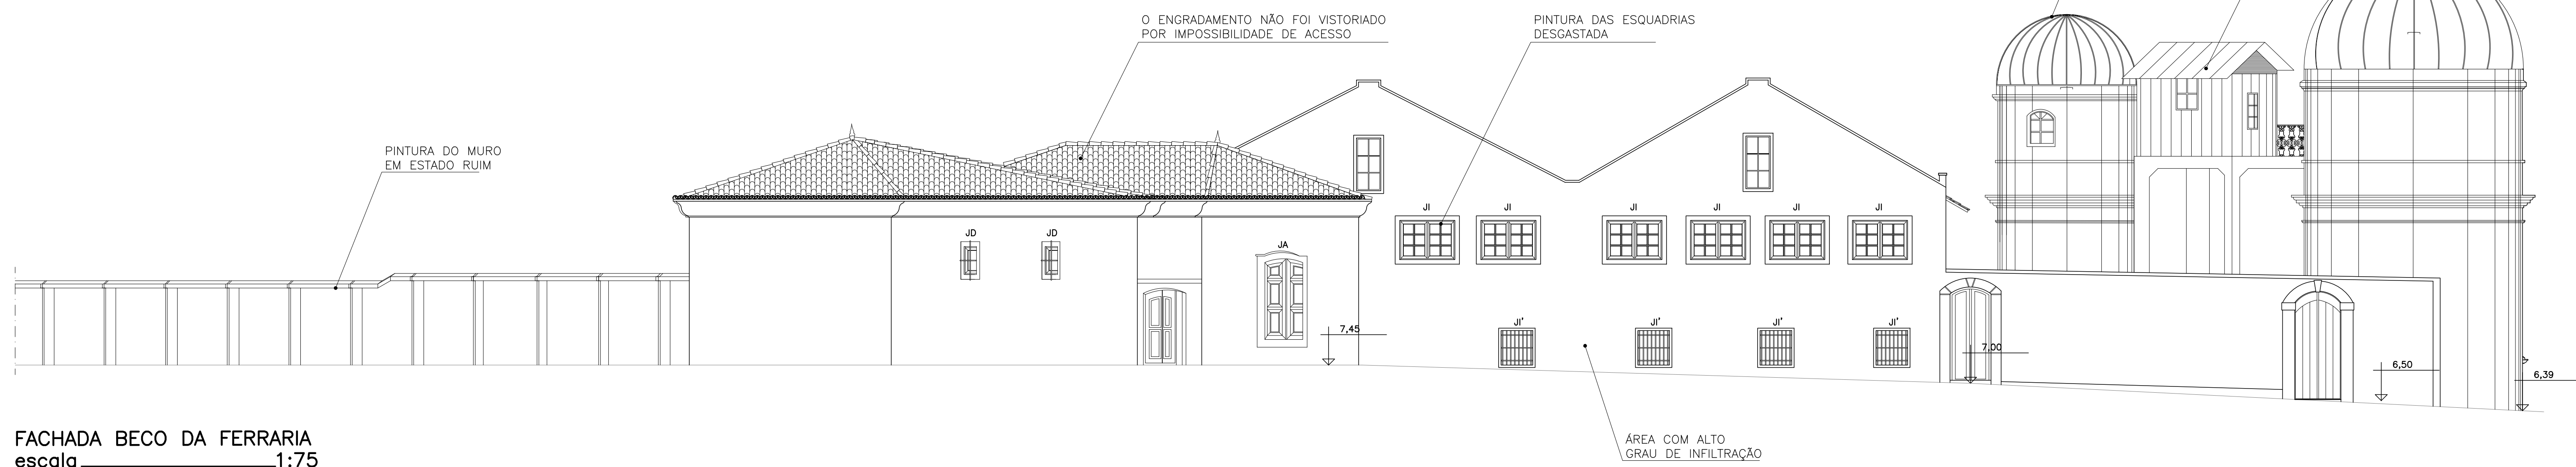 O ENGRADAMENTO NÃO FOI VISTORIADO
POR IMPOSSIBILIDADE DE ACESSO
PINTURA DAS ESQUADRIAS
DESGASTADA
PINTURA DO MURO
EM ESTADO RUIM
JI
JI
JI
JI
JI
JI
JD
JD
JA
JI'
JI'
JI'
JI'
7,45
7,00
6,50
6,39
ÁREA COM ALTO
GRAU DE INFILTRAÇÃO
FACHADA BECO DA FERRARIA
escala 1:75